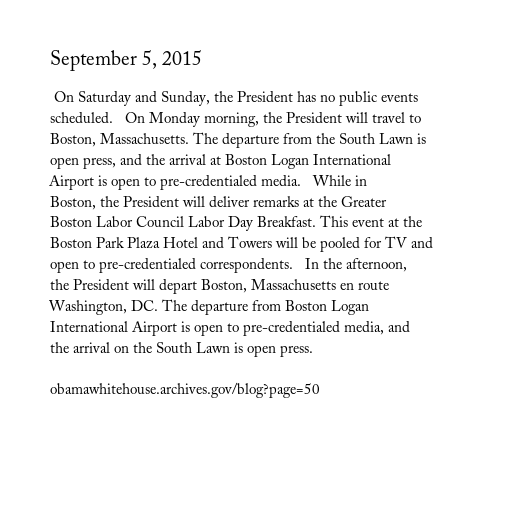 September 5, 2015
On Saturday and Sunday, the President has no public events
scheduled.   On Monday morning, the President will travel to
Boston, Massachusetts. The departure from the South Lawn is
open press, and the arrival at Boston Logan International
Airport is open to pre-credentialed media.   While in
Boston, the President will deliver remarks at the Greater
Boston Labor Council Labor Day Breakfast. This event at the
Boston Park Plaza Hotel and Towers will be pooled for TV and
open to pre-credentialed correspondents.   In the afternoon,
the President will depart Boston, Massachusetts en route
Washington, DC. The departure from Boston Logan
International Airport is open to pre-credentialed media, and
the arrival on the South Lawn is open press.
obamawhitehouse.archives.gov/blog?page=50